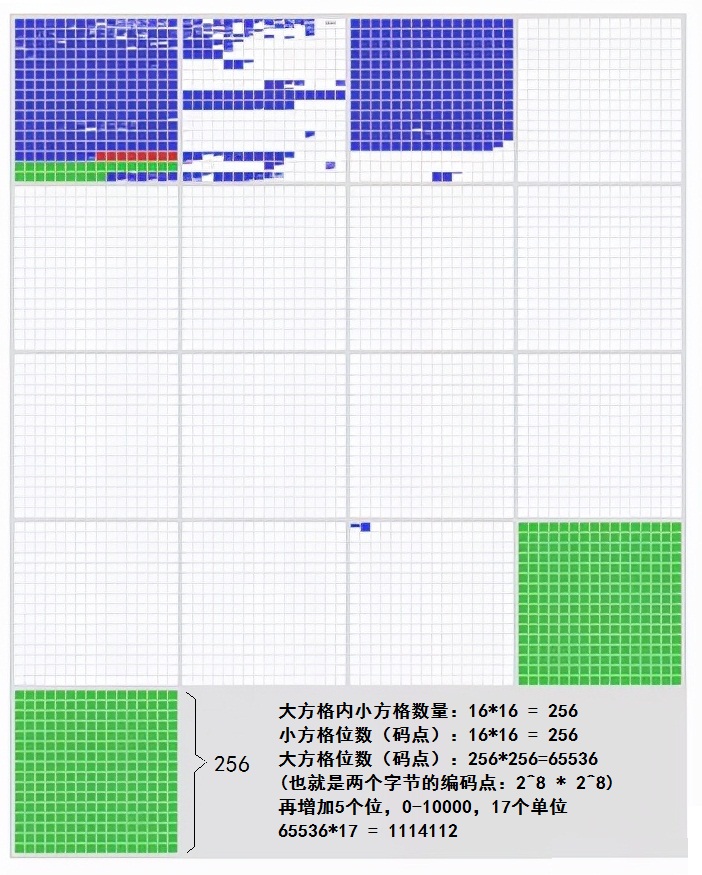 256
大方格内小方格数量：16*16 = 256
小方格位数（码点）：16*16 = 256
大方格位数（码点）：256*256=65536
(也就是两个字节的编码点：2^8 * 2^8)
再增加5个位，0-10000，17个单位
65536*17 = 1114112